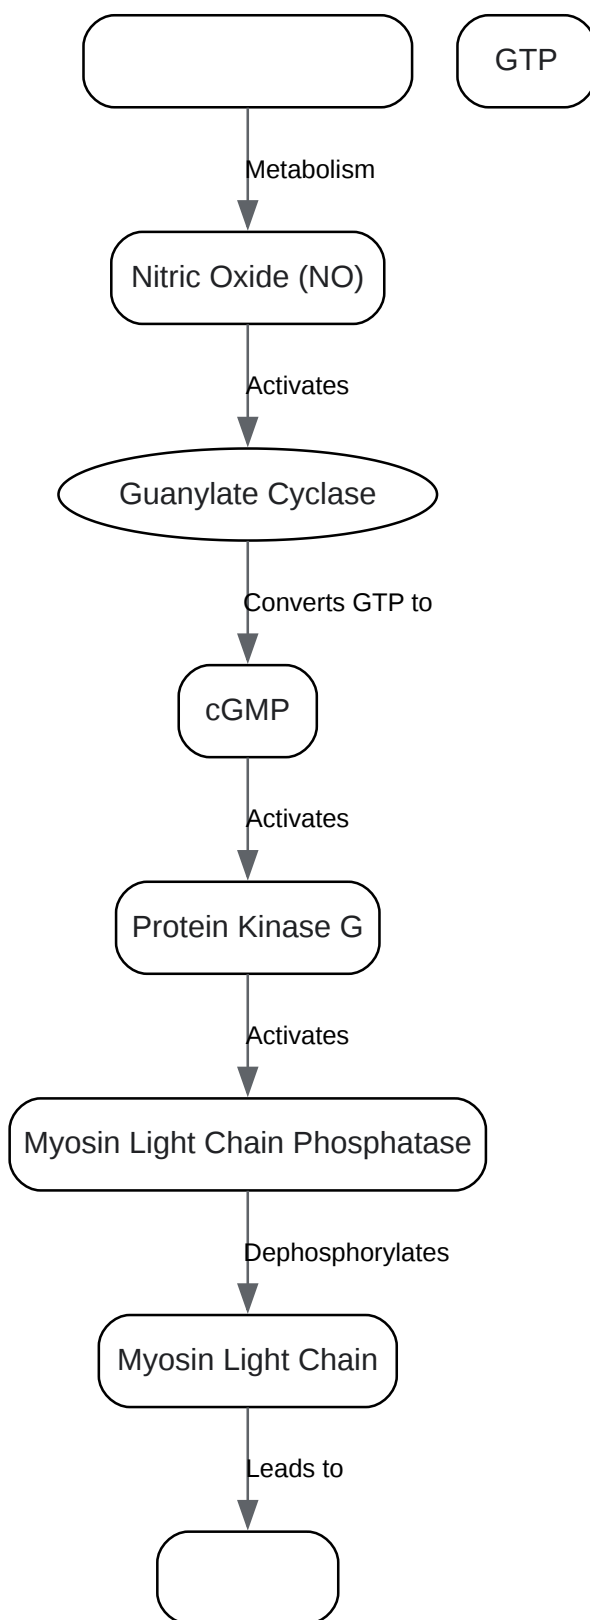 GTP
Metabolism
Nitric Oxide (NO)
Activates
Guanylate Cyclase
Converts GTP to
cGMP
Activates
Protein Kinase G
Activates
Myosin Light Chain Phosphatase
Dephosphorylates
Myosin Light Chain
Leads to